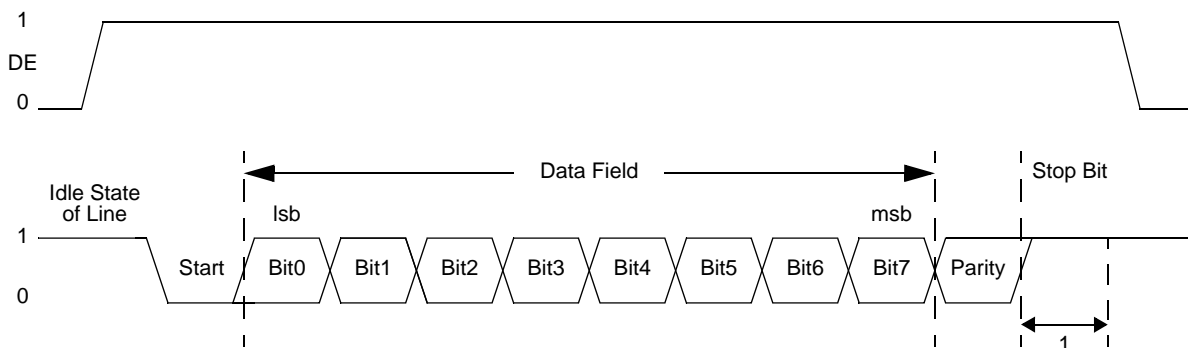 1
DE
0
Data Field
Stop Bit
Idle State
of Line
lsb
msb
1
Start
Bit0
Bit1
Bit2
Bit3
Bit4
Bit5
Bit6
Bit7
Parity
0
1